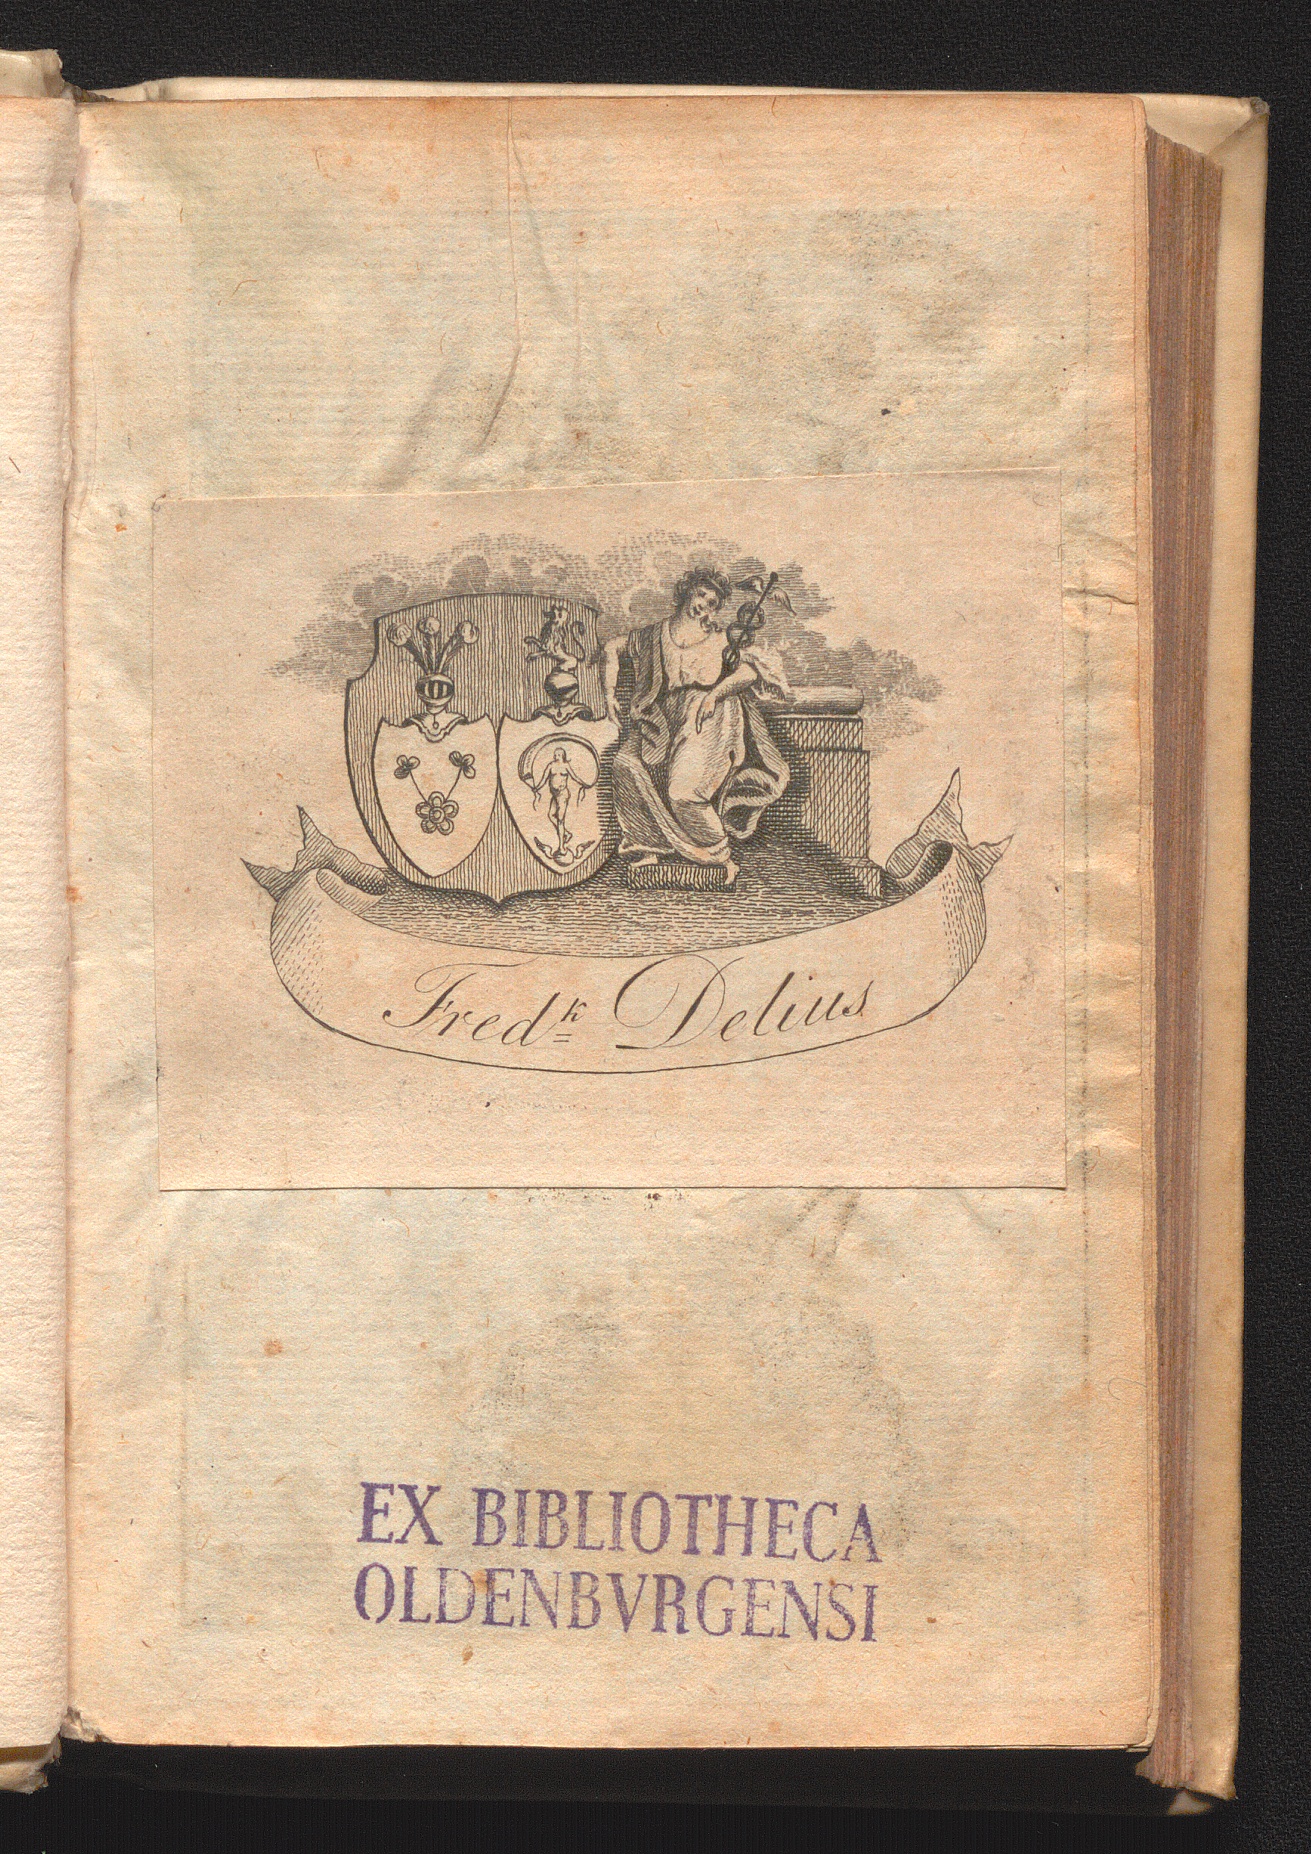 Fredk Delius
EX BIBLIOTHECA
OLDENBVRGENSI